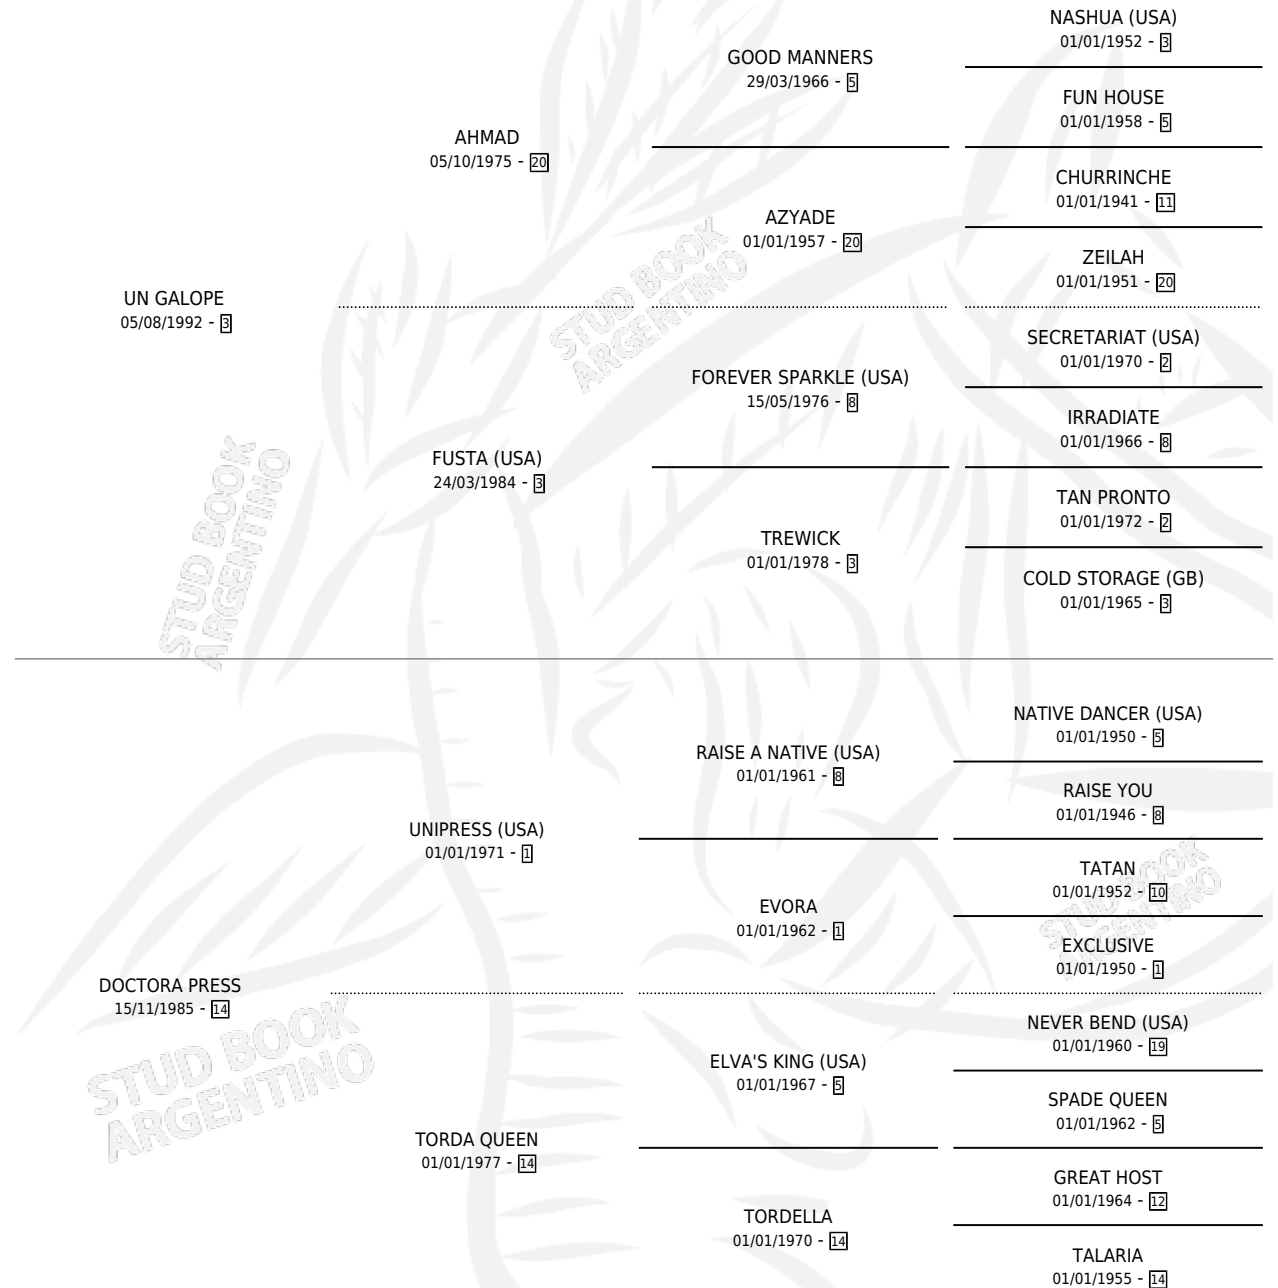 NASHUA (USA)
01/01/1952 - 3
GOOD MANNERS
29/03/1966 - 5
FUN HOUSE
01/01/1958 - 5
AHMAD
05/10/1975 - 20
CHURRINCHE
01/01/1941 - 11
AZYADE
01/01/1957 - 20
ZEILAH
01/01/1951 - 20
UN GALOPE
05/08/1992 - 3
STUD BOOK
ARGENTINO
SECRETARIAT (USA)
01/01/1970 - 2
FOREVER SPARKLE (USA)
15/05/1976 - 8
IRRADIATE
01/01/1966 - 8
FUSTA (USA)
24/03/1984 - 3
TAN PRONTO
01/01/1972 - 2
TREWICK
01/01/1978 - 3
COLD STORAGE (GB)
01/01/1965 - 3
STUD BOOK
ARGENTINO
NATIVE DANCER (USA)
01/01/1950 - 5
RAISE A NATIVE (USA)
01/01/1961 - 8
RAISE YOU
01/01/1946 - 8
UNIPRESS (USA)
01/01/1971 - 1
TATAN
01/01/1952 - 10
EVORA
01/01/1962 - 1
EXCLUSIVE
01/01/1950 - 1
STUD BOOK
ARGENTINO
DOCTORA PRESS
15/11/1985 - 14
NEVER BEND (USA)
01/01/1960 - 19
ELVA'S KING (USA)
01/01/1967 - 5
SPADE QUEEN
01/01/1962 - 5
STUD BOOK
ARGENTINO
TORDA QUEEN
01/01/1977 - 14
GREAT HOST
01/01/1964 - 12
TORDELLA
01/01/1970 - 14
TALARIA
01/01/1955 - 14